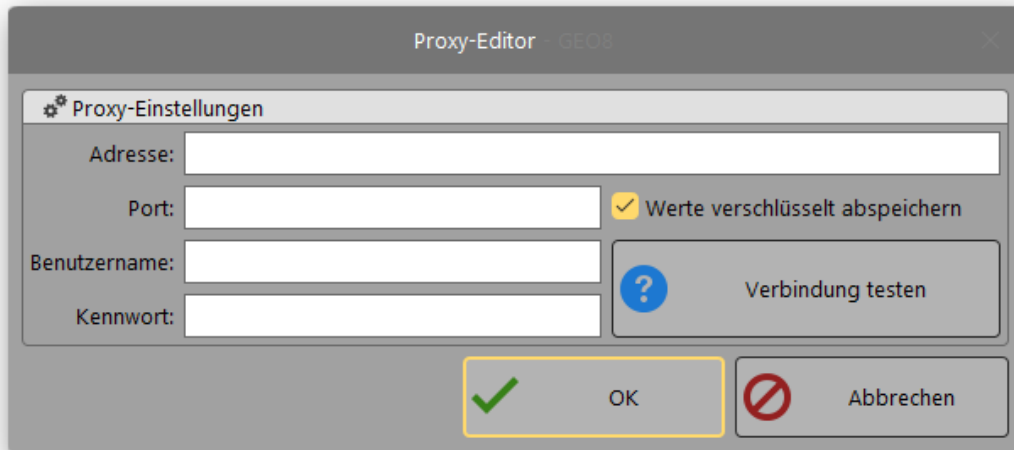 Proxy-Editor - GEO8
Proxy-Einstellungen
Adresse:
Port:
Werte verschlüsselt abspeichern
Benutzername:
Verbindung testen
Kennwort:
OK
Abbrechen